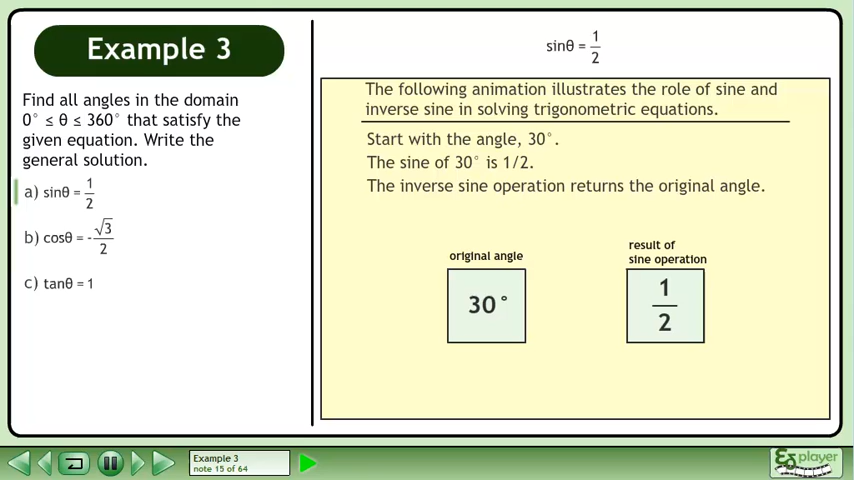 Example 3
Find all angles in the domain
0° ≤ θ ≤ 360° that satisfy the
given equation. Write the
general solution.
a) sinθ = 1/2
b) cosθ = -√3/2
c) tanθ = 1
sinθ = 1/2
The following animation illustrates the role of sine and
inverse sine in solving trigonometric equations.
Start with the angle, 30°.
The sine of 30° is 1/2.
The inverse sine operation returns the original angle.
original angle
30°
result of
sine operation
1/2
Example 3
note 15 of 64
player